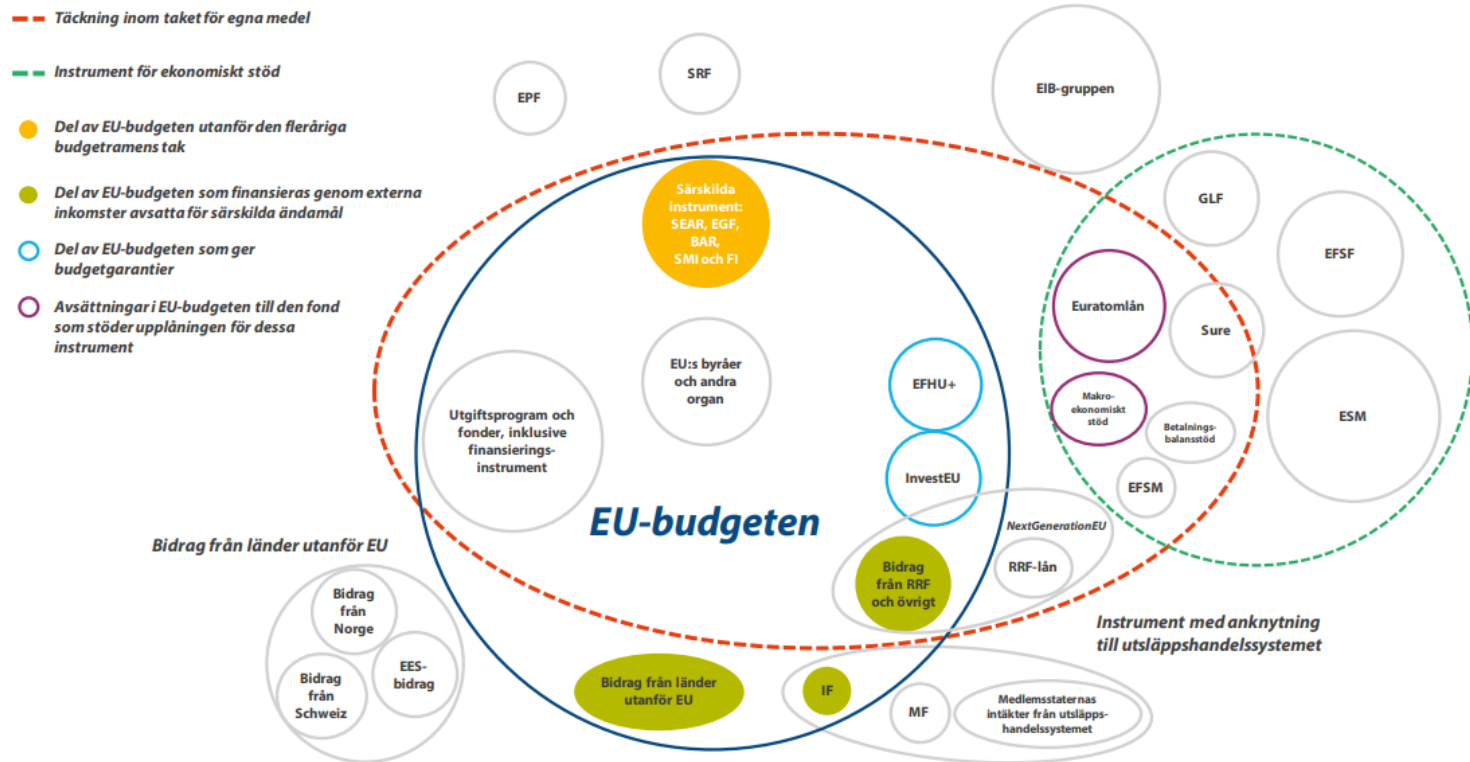 Täckning inom taket för egna medel
Instrument för ekonomiskt stöd
Del av EU-budgeten utanför den fleråriga
budgetramens tak
Del av EU-budgeten som finansieras genom externa
inkomster avsatta för särskilda ändamål
Del av EU-budgeten som ger
budgetgarantier
Avsättningar i EU-budgeten till den fond
som stöder upplåningen för dessa
instrument
EPF
SRF
EIB-gruppen
Särskilda
instrument:
SEAR, EGF,
BAR,
SMI och FI
GLF
EFSF
Euratomlån
Sure
EU:s byråer
och andra
organ
EFHU+
Utgiftsprogram och
fonder, inklusive
finansierings-
instrument
Makro-
ekonomiskt
stöd
Betalnings-
balansstöd
ESM
InvestEU
EFSM
EU-budgeten
NextGenerationEU
RRF-lån
Bidrag
från RRF
och övrigt
Bidrag från länder utanför EU
Bidrag
från
Norge
EES-
bidrag
Bidrag
från
Schweiz
Bidrag från länder
utanför EU
Instrument med anknytning
till utsläppshandelssystemet
IF
MF
Medlemsstaternas
intäkter från utsläpps-
handelssystemet